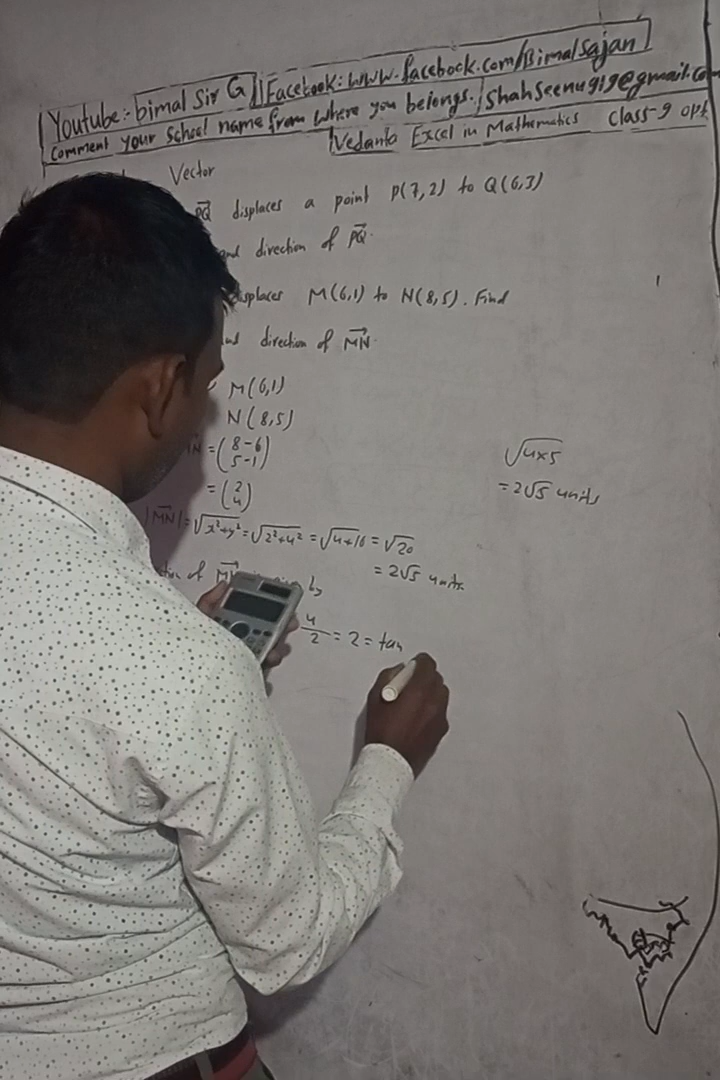 Youtube:- bimal Sir G || Facebook: www.facebook.com/Bimalsajan
Comment your school name from where you belongs. / Shahseenu919@gmail.com
Vedanta Excel in Mathematics Class-9 opt
Vector
PQ displaces a point P(7,2) to Q(6,3)
direction of PQ.
displaces M(6,1) to N(8,5). Find
direction of MN.
M(6,1)
N(8,5)
= (8-6 5-1)
= (2 4)
|MN| = √x²+y² = √2²+4² = √4+16 = √20
= 2√5 units.
of by
4/2 = 2 = tan
√4×5
= 2√5 units